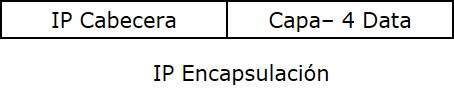 IP Cabecera
Capa– 4 Data
IP Encapsulación